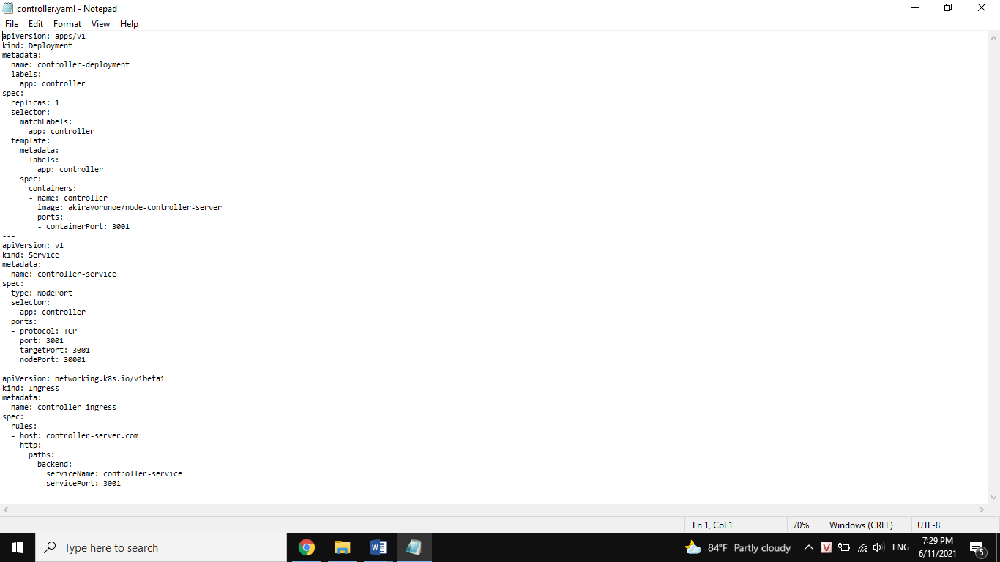 controller.yaml - Notepad
File Edit Format View Help
apiVersion: apps/v1
kind: Deployment
metadata:
  name: controller-deployment
  labels:
    app: controller
spec:
  replicas: 1
  selector:
    matchLabels:
      app: controller
  template:
    metadata:
      labels:
        app: controller
    spec:
      containers:
      - name: controller
        image: akirayorunoe/node-controller-server
        ports:
        - containerPort: 3001
---
apiVersion: v1
kind: Service
metadata:
  name: controller-service
spec:
  type: NodePort
  selector:
    app: controller
  ports:
  - protocol: TCP
    port: 3001
    targetPort: 3001
    nodePort: 30001
---
apiVersion: networking.k8s.io/v1beta1
kind: Ingress
metadata:
  name: controller-ingress
spec:
  rules:
  - host: controller-server.com
    http:
      paths:
      - backend:
          serviceName: controller-service
          servicePort: 3001
Ln 1, Col 1 70% Windows (CRLF) UTF-8
Type here to search W V 84°F Partly cloudy ENG 7:29 PM
6/11/2021 5